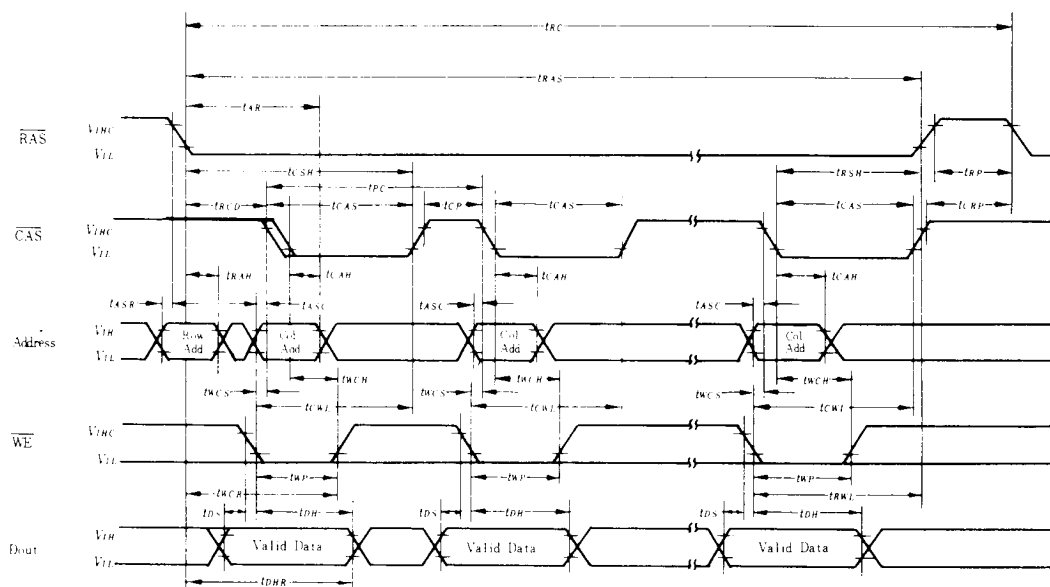 tRC
tRAS
tAR
RAS
VIHC
VIL
tCSH
tPC
tRSH
tRP
tRCD
tCAS
tCP
tCAS
tCAS
tCRP
CAS
VIHC
VIL
tRAH
tCAH
tCAH
tCAH
tASR
tASC
tASC
tASC
Address
VIH
VIL
Row Add
Col Add
Col Add
Col Add
tWCH
tWCH
tWCH
tWCS
tWCS
tWCS
tCWL
tCWL
tCWL
WE
VIHC
VIL
tWP
tWP
tWP
tWCR
tRWL
tDS
tDH
tDS
tDH
tDS
tDH
Dout
VIH
VIL
Valid Data
Valid Data
Valid Data
tDHR